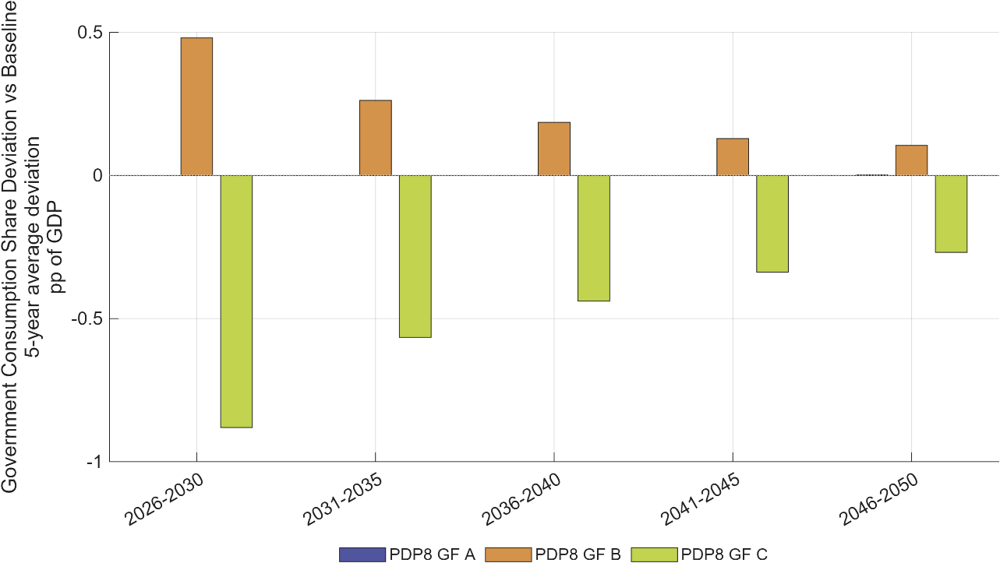 Government Consumption Share Deviation vs Baseline
5-year average deviation
pp of GDP
0.5
0
-0.5
-1
2026-2030
2031-2035
2036-2040
2041-2045
2046-2050
PDP8 GF A
PDP8 GF B
PDP8 GF C